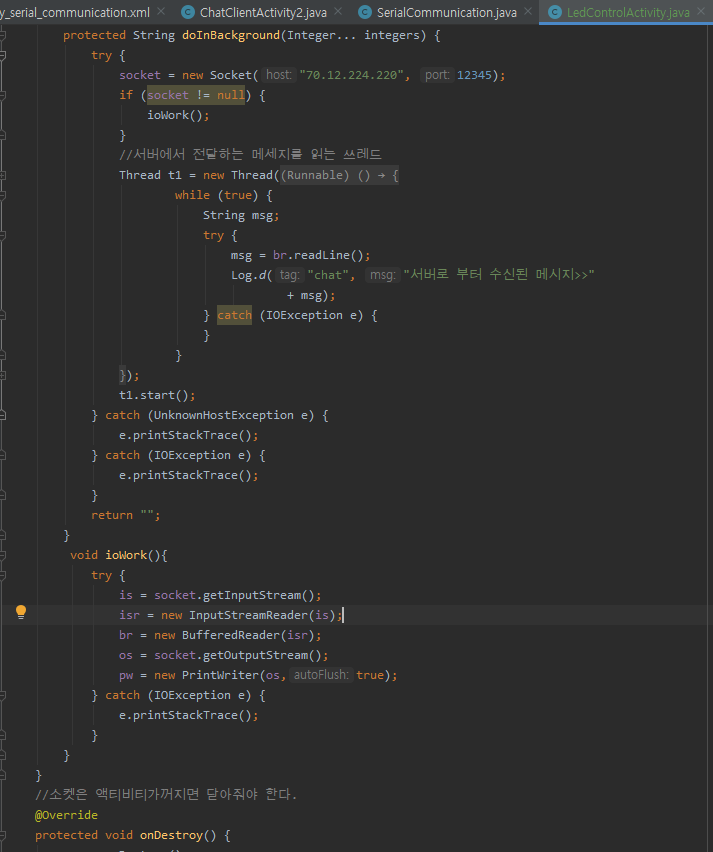 y_serial_communication.xml × ChatClientActivity2.java × SerialCommunication.java × LedControlActivity.java ×
protected String doInBackground(Integer... integers) {
try {
socket = new Socket( host: "70.12.224.220", port: 12345);
if (socket != null) {
ioWork();
}
//서버에서 전달하는 메세지를 읽는 쓰레드
Thread t1 = new Thread((Runnable) () → {
while (true) {
String msg;
try {
msg = br.readLine();
Log.d( tag: "chat", msg: "서버로 부터 수신된 메시지>>"
+ msg);
} catch (IOException e) {
}
}
});
t1.start();
} catch (UnknownHostException e) {
e.printStackTrace();
} catch (IOException e) {
e.printStackTrace();
}
return "";
}
void ioWork(){
try {
is = socket.getInputStream();
isr = new InputStreamReader(is);
br = new BufferedReader(isr);
os = socket.getOutputStream();
pw = new PrintWriter(os, autoFlush: true);
} catch (IOException e) {
e.printStackTrace();
}
}
}
//소켓은 액티비티가꺼지면 닫아줘야 한다.
@Override
protected void onDestroy() {